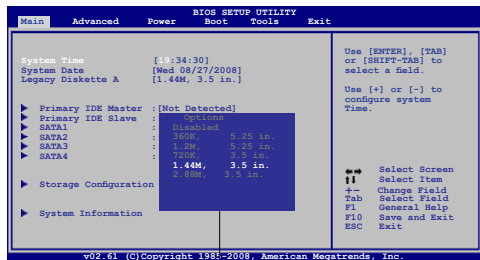 BIOS SETUP UTILITY
Main Advanced Power Boot Tools Exit
System Time [19:34:30]
System Date [Wed 08/27/2008]
Legacy Diskette A [1.44M, 3.5 in.]
Primary IDE Master :[Not Detected]
Primary IDE Slave :
SATA1 :
SATA2 :
SATA3 :
SATA4 :
Storage Configuration
System Information
Options
Disabled
360K, 5.25 in.
1.2M, 5.25 in.
720K, 3.5 in.
1.44M, 3.5 in.
2.88M, 3.5 in.
Use [ENTER], [TAB]
or [SHIFT-TAB] to
select a field.
Use [+] or [-] to
configure system
Time.
←→ Select Screen
↑↓ Select Item
+- Change Field
Tab Select Field
F1 General Help
F10 Save and Exit
ESC Exit
v02.61 (C)Copyright 1985-2008, American Megatrends, Inc.